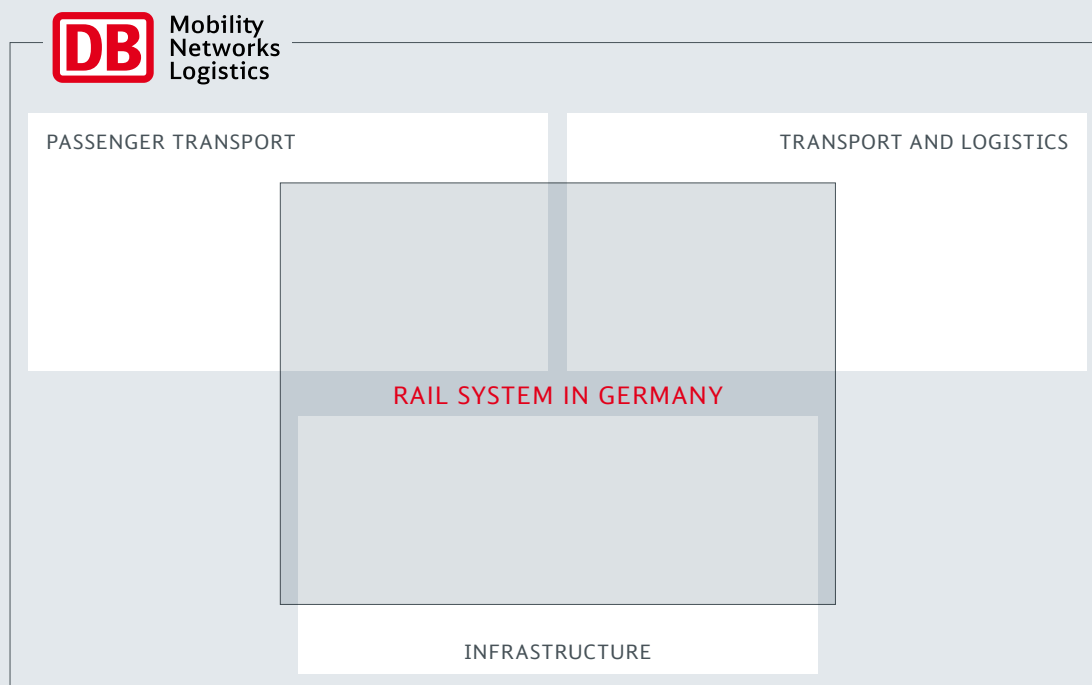 DB
Mobility
Networks
Logistics
PASSENGER TRANSPORT
TRANSPORT AND LOGISTICS
RAIL SYSTEM IN GERMANY
INFRASTRUCTURE